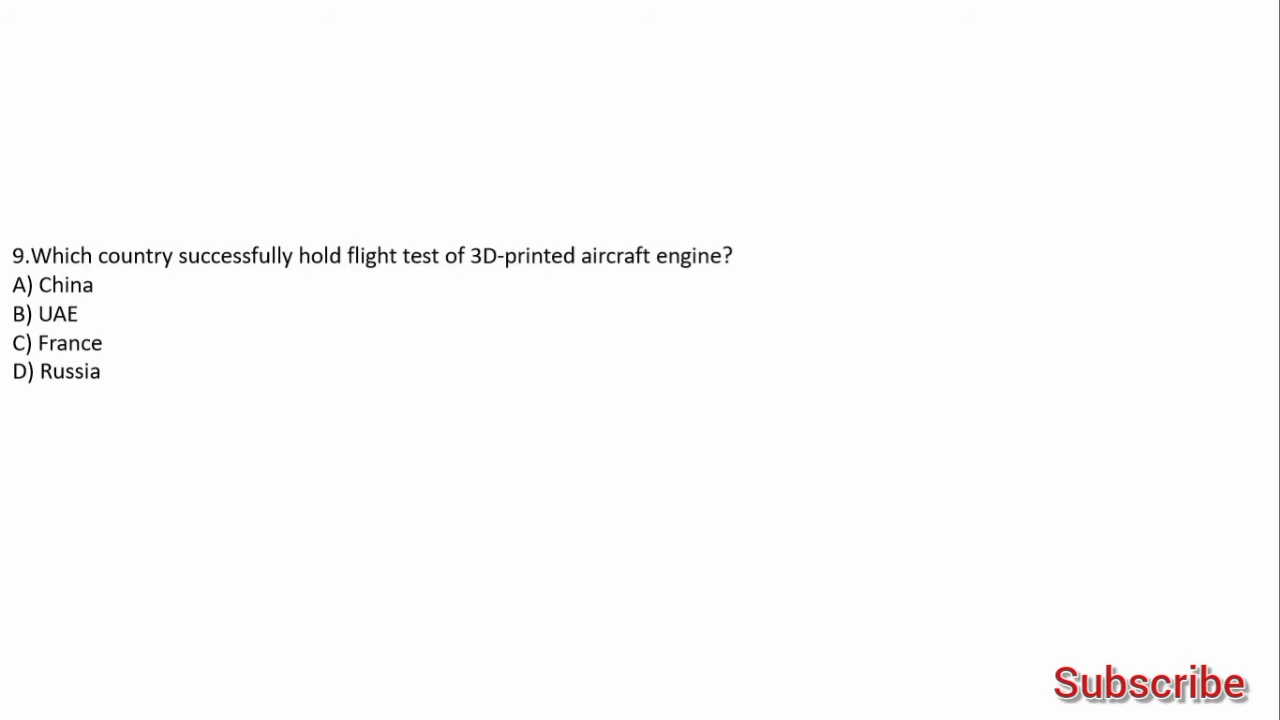 9.Which country successfully hold flight test of 3D-printed aircraft engine?
A) China
B) UAE
C) France
D) Russia
Subscribe